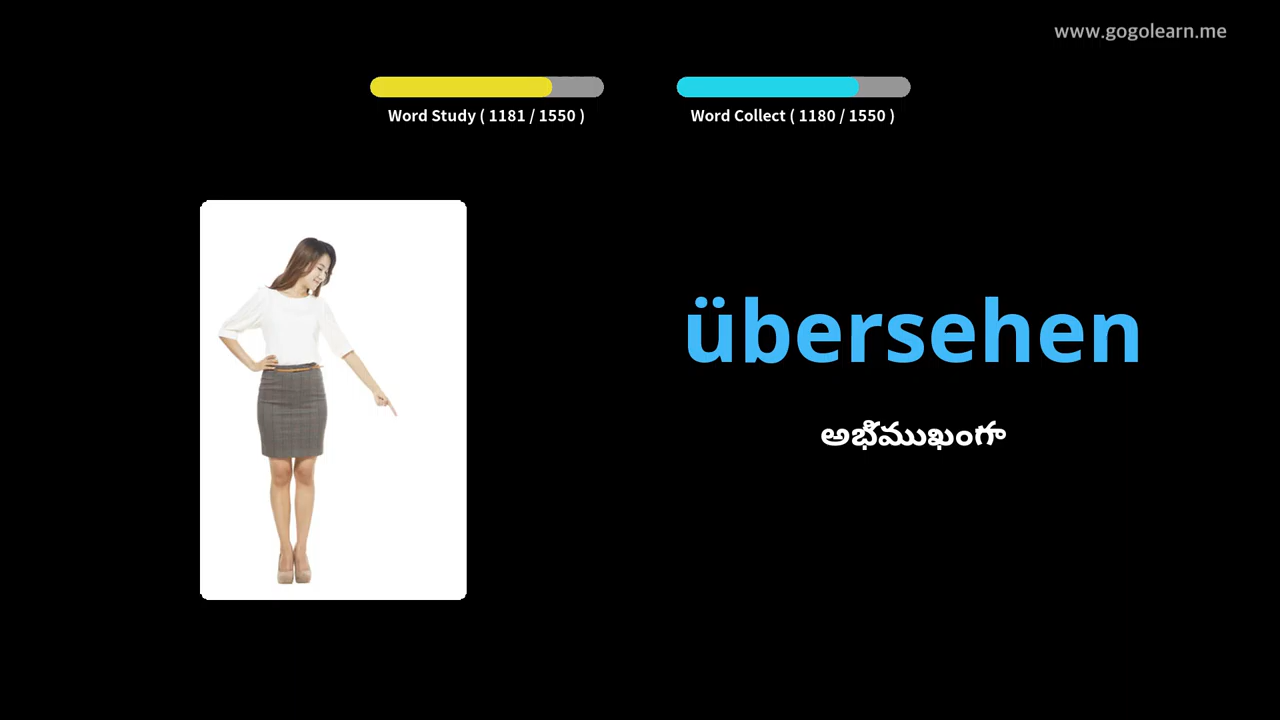 www.gogolearn.me
Word Study ( 1181 / 1550 )
Word Collect ( 1180 / 1550 )
übersehen
అభిముఖంగా